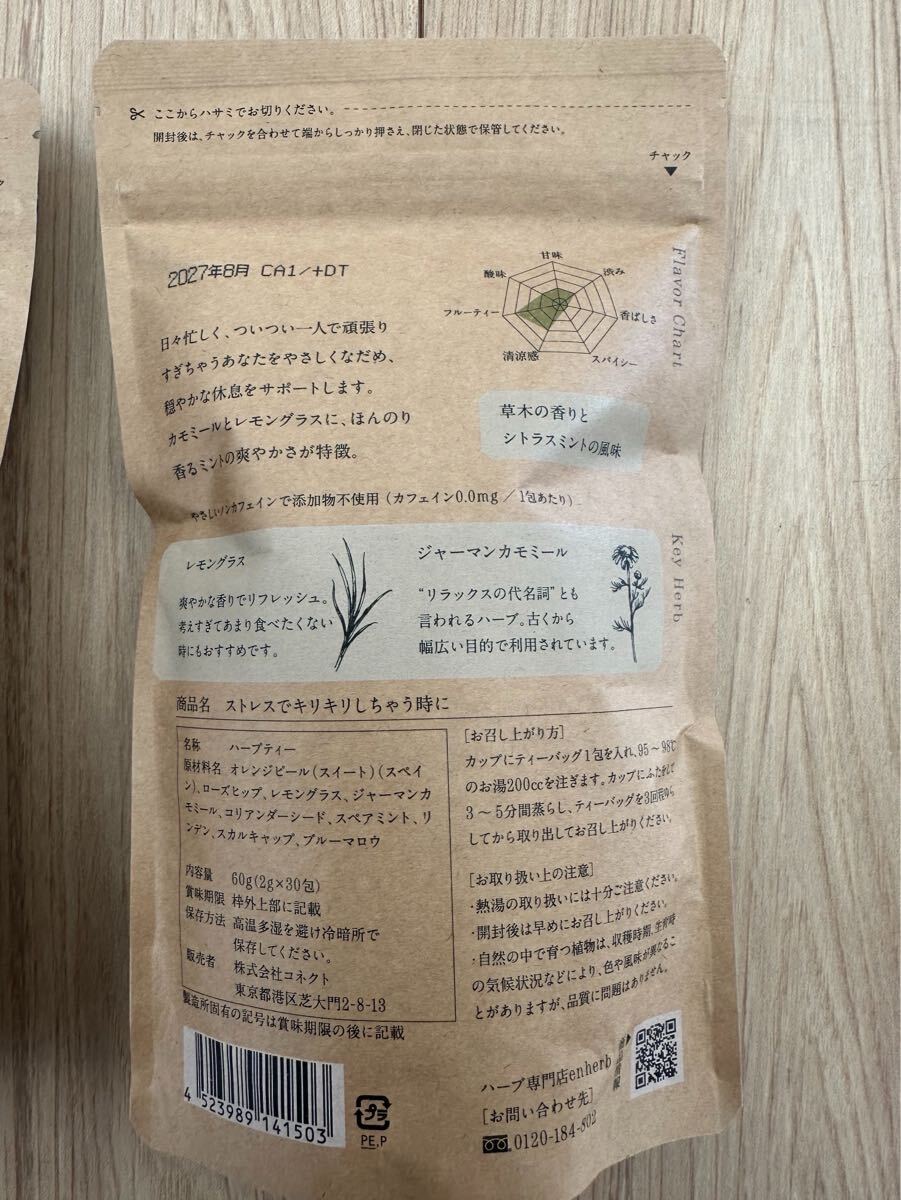 ここからハサミでお切りください。
開封後は、チャックを合わせて端からしっかり押さえ、閉じた状態で保管してください。
チャック
2027年8月 CA1/+DT
甘味
渋み
香ばしさ
スパイシー
清涼感
フルーティー
酸味
Flavor Chart
日々忙しく、ついつい一人で頑張り
すぎちゃうあなたをやさしくなだめ、
穏やかな休息をサポートします。
カモミールとレモングラスに、ほんのり
香るミントの爽やかさが特徴。
草木の香りと
シトラスミントの風味
やさしいノンカフェインで添加物不使用 (カフェイン0.0mg / 1包あたり)
Key Herb
レモングラス
爽やかな香りでリフレッシュ。
考えすぎてあまり食べたくない
時にもおすすめです。
ジャーマンカモミール
“リラックスの代名詞”とも
言われるハーブ。古くから
幅広い目的で利用されています。
商品名 ストレスでキリキリしちゃう時に
名称 ハーブティー
原材料名 オレンジピール(スイート)(スペイ
ン)、ローズヒップ、レモングラス、ジャーマンカ
モミール、コリアンダーシード、スペアミント、リ
ンデン、スカルキャップ、ブルーマロウ
内容量 60g(2g×30包)
賞味期限 枠外上部に記載
保存方法 高温多湿を避け冷暗所で
保存してください。
販売者 株式会社コネクト
東京都港区芝大門2-8-13
製造所固有の記号は賞味期限の後に記載
[お召し上がり方]
カップにティーバッグ1包を入れ、95~98℃
のお湯200ccを注ぎます。カップにふたをして
3~5分間蒸らし、ティーバッグを3回程ゆら
してから取り出してお召し上がりください。
[お取り扱い上の注意]
・熱湯の取り扱いには十分ご注意ください。
・開封後は早めにお召し上がりください。
・自然の中で育つ植物は、収穫時期、生育時
の気候状況などにより、色や風味が異なるこ
とがありますが、品質に問題はありません。
4 523989 141503
プラ
PE,P
ハーブ専門店enherb
[お問い合わせ先]
0120-184-802